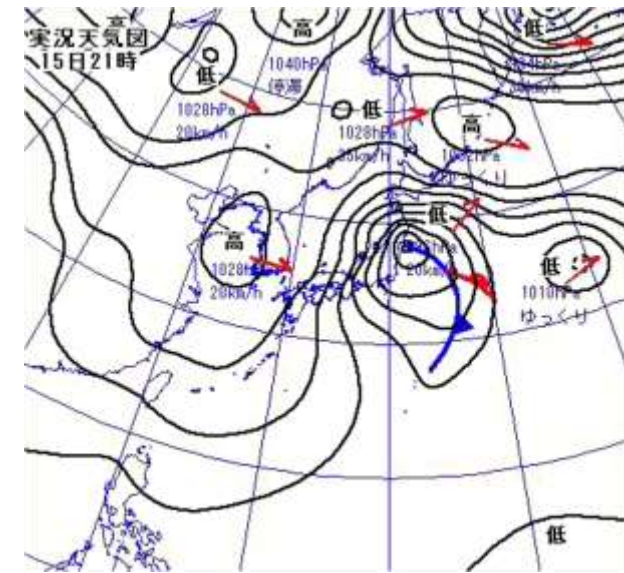 高
高
低
実況天気図
15日21時
低
1040hPa
停滞
1028hPa
20km/h
低
1028hPa
35km/h
高
1032hPa
ゆっくり
低
高
1028hPa
20km/h
20km/h
低
1010hPa
ゆっくり
低